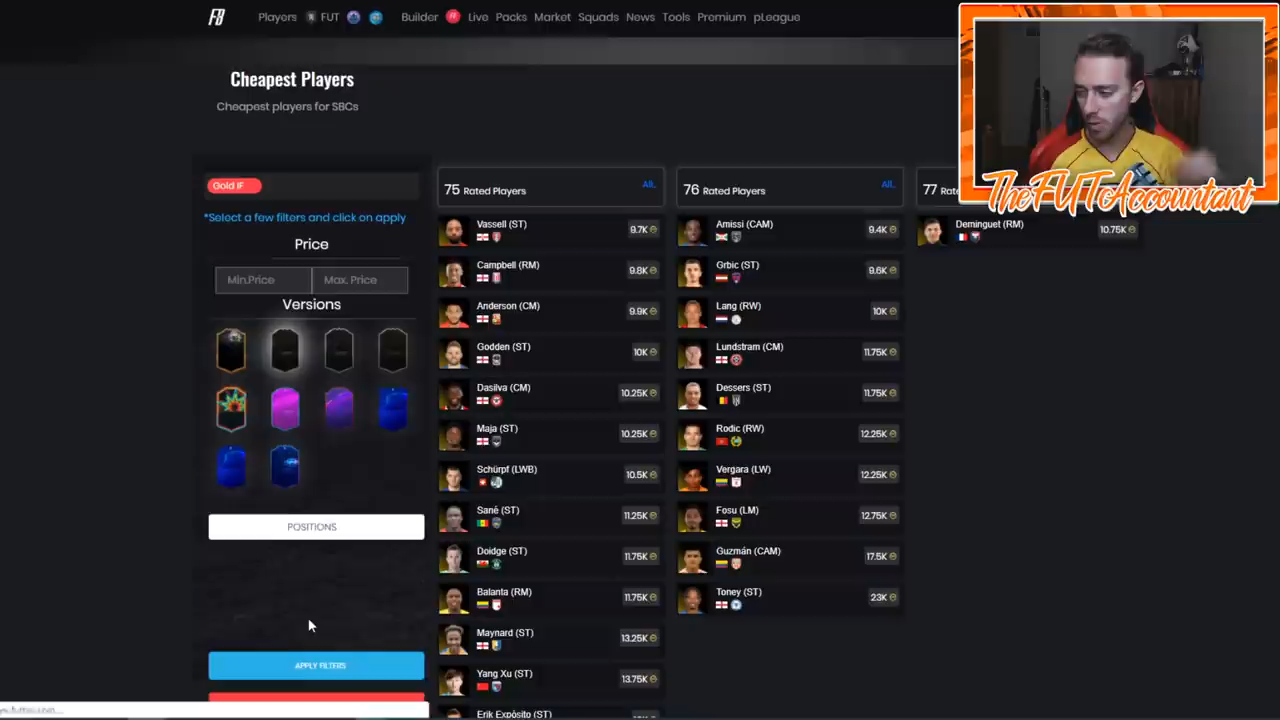 FB Players FUT Builder Live Packs Market Squads News Tools Premium pLeague
Cheapest Players
Cheapest players for SBCs
Gold IF
*Select a few filters and click on apply
Price
Min.Price Max. Price
Versions
POSITIONS
APPLY FILTERS
75 Rated Players All.
Vassell (ST) 9.7K
Campbell (RM) 9.8K
Anderson (CM) 9.9K
Godden (ST) 10K
Dasilva (CM) 10.25K
Maja (ST) 10.25K
Schürpf (LWB) 10.5K
Sané (ST) 11.25K
Doidge (ST) 11.75K
Balanta (RM) 11.75K
Maynard (ST) 13.25K
Yang Xu (ST) 13.75K
Erik Expósito (ST)
76 Rated Players All.
Amissi (CAM) 9.4K
Grbic (ST) 9.6K
Lang (RW) 10K
Lundstram (CM) 11.75K
Dessers (ST) 11.75K
Rodic (RW) 12.25K
Vergara (LW) 12.25K
Fosu (LM) 12.75K
Guzmán (CAM) 17.5K
Toney (ST) 23K
77 Rate
Deminguet (RM) 10.75K
TheFUTAccountant